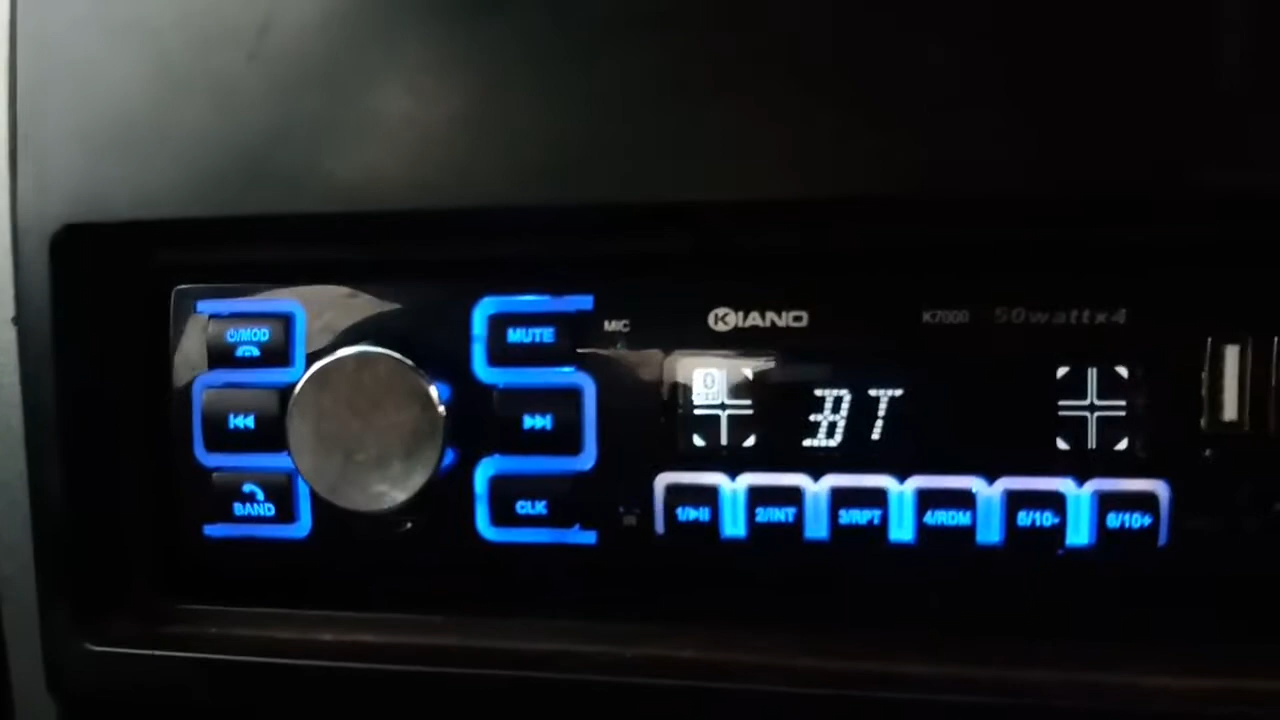 ⏻/MOD
MUTE
MIC
KIANO
K7000
50wattx4
BT
BAND
CLK
1/▶II
2/INT
3/RPT
4/RDM
5/10-
6/10+